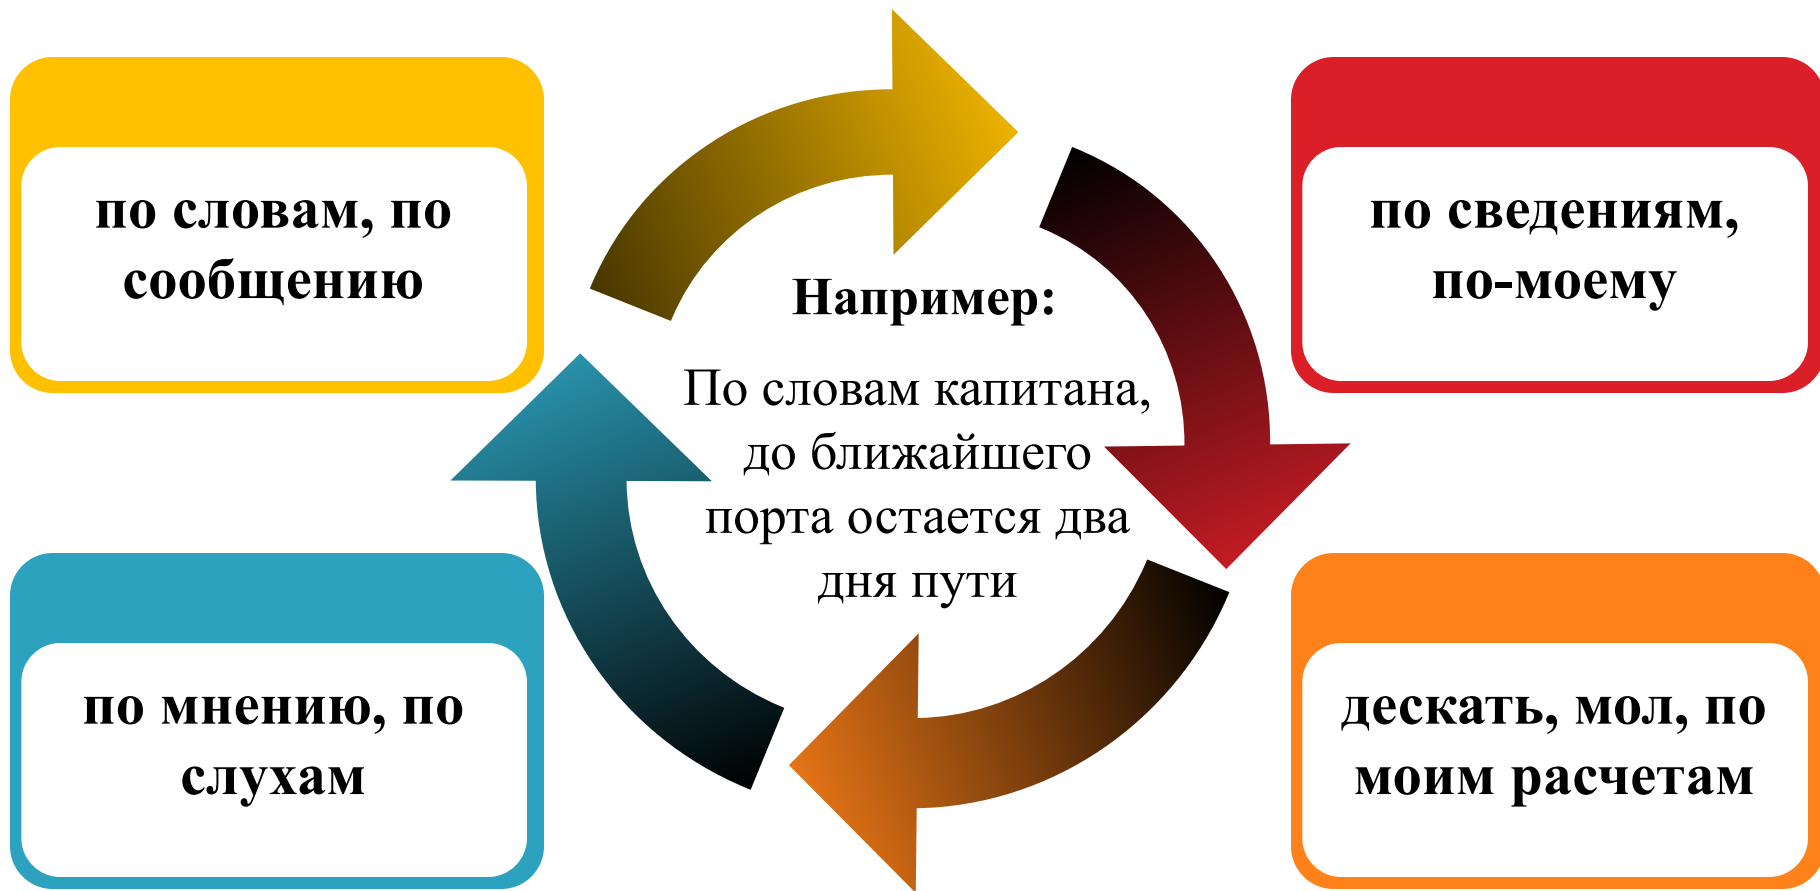 по словам, по
сообщению
по сведениям,
по-моему
Например:
По словам капитана,
до ближайшего
порта остается два
дня пути
по мнению, по
слухам
дескать, мол, по
моим расчетам